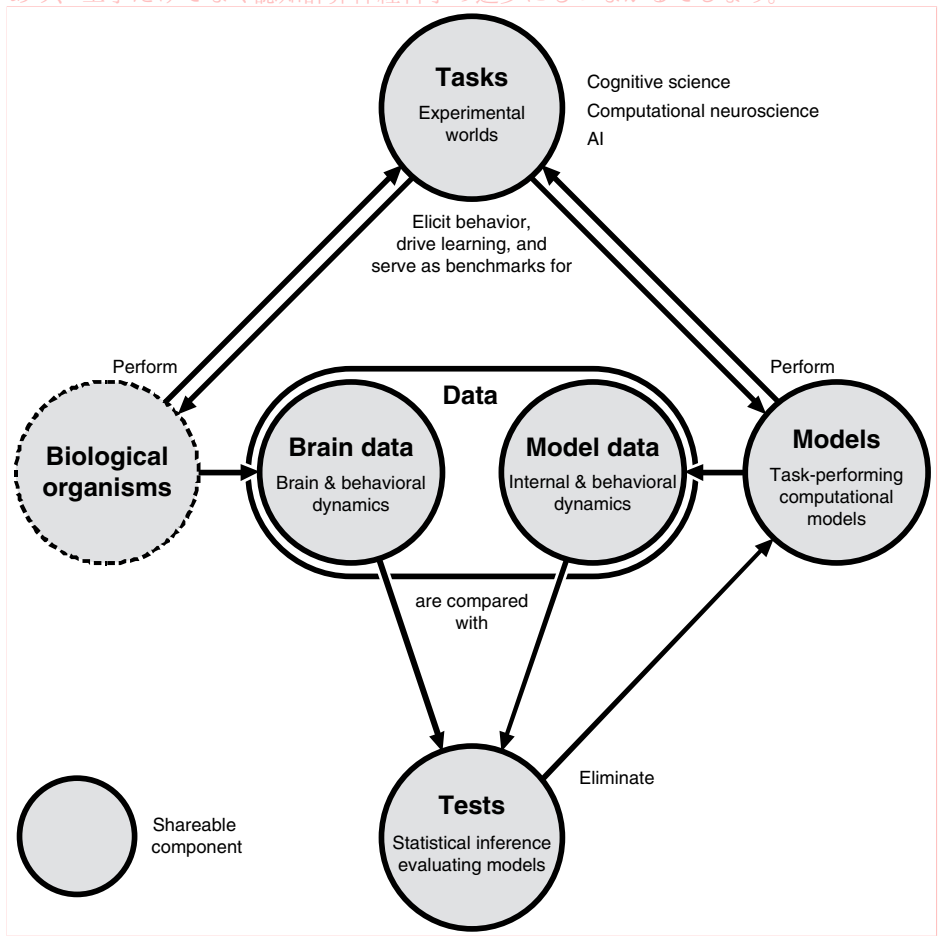 Tasks
Experimental
worlds
Cognitive science
Computational neuroscience
AI
Elicit behavior,
drive learning, and
serve as benchmarks for
Perform
Perform
Data
Biological
organisms
Brain data
Brain & behavioral
dynamics
Model data
Internal & behavioral
dynamics
Models
Task-performing
computational
models
are compared
with
Tests
Statistical inference
evaluating models
Eliminate
Shareable
component